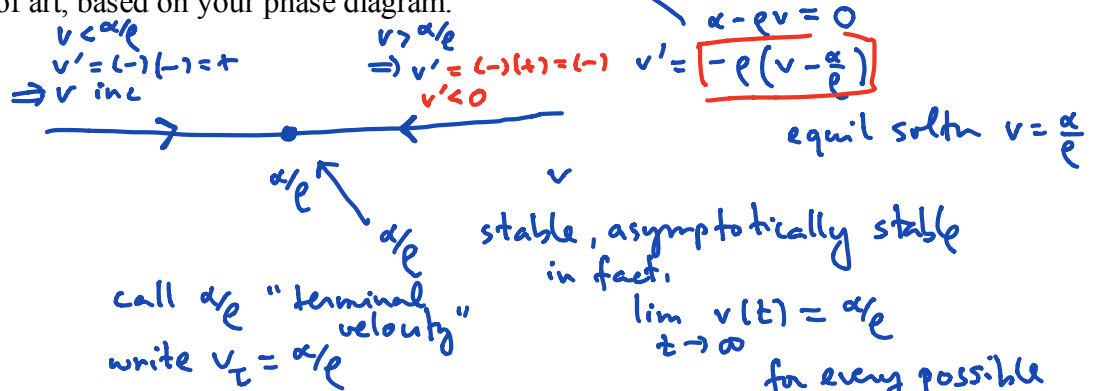 of art, based on your phase diagram.
v < α/ρ
v' = (-)(-) = +
⇒ v inc
v > α/ρ
⇒ v' = (-)(+) = (-)
v' < 0
α - ρv = 0
v' = -ρ(v - α/ρ)
equil soltn v = α/ρ
α/ρ
v
α/ρ
stable, asymptotically stable
in fact.
call α/ρ "terminal
velocity"
write v_τ = α/ρ
lim v(t) = α/ρ
t → ∞
for every possible